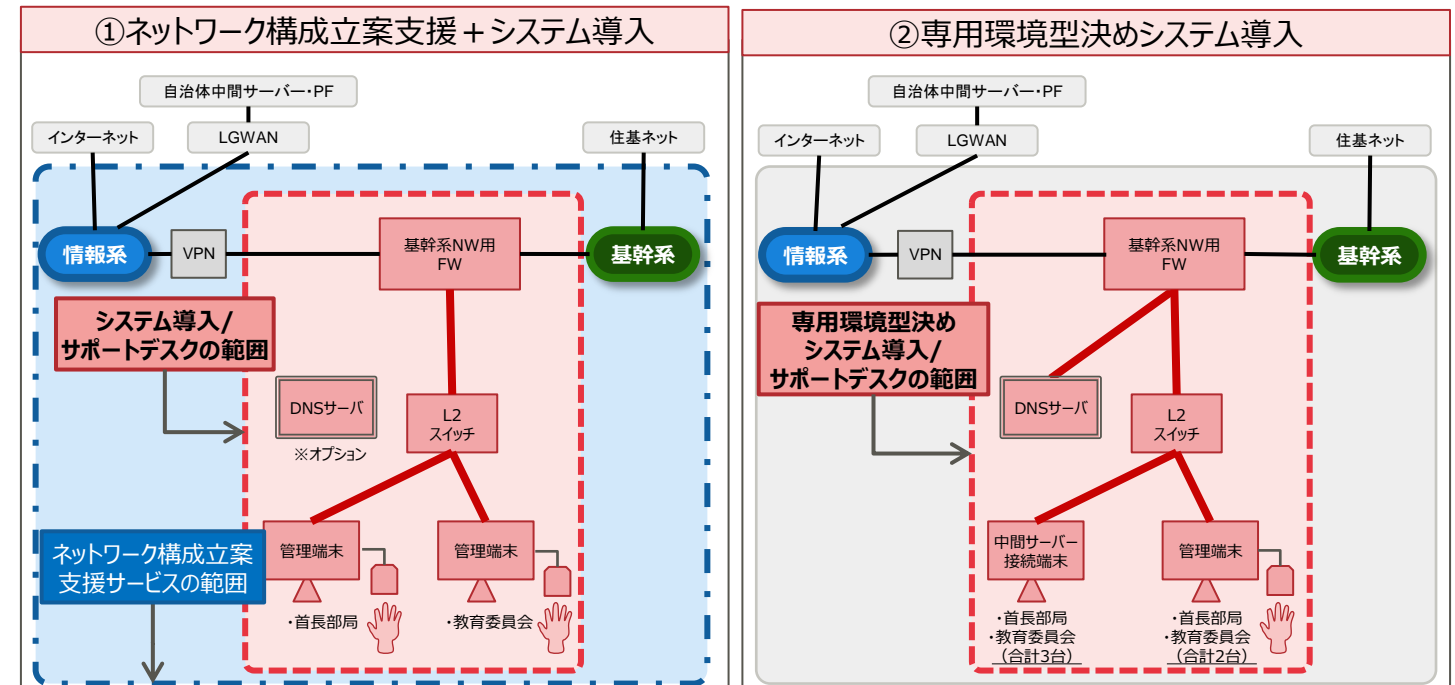 ①ネットワーク構成立案支援+システム導入
自治体中間サーバー・PF
インターネット
LGWAN
住基ネット
情報系
VPN
基幹系NW用
FW
基幹系
システム導入/
サポートデスクの範囲
DNSサーバ
※オプション
L2
スイッチ
ネットワーク構成立案
支援サービスの範囲
管理端末
・首長部局
管理端末
・教育委員会
②専用環境型決めシステム導入
自治体中間サーバー・PF
インターネット
LGWAN
住基ネット
情報系
VPN
基幹系NW用
FW
基幹系
専用環境型決め
システム導入/
サポートデスクの範囲
DNSサーバ
L2
スイッチ
中間サーバー
接続端末
・首長部局
・教育委員会
(合計3台)
管理端末
・首長部局
・教育委員会
(合計2台)